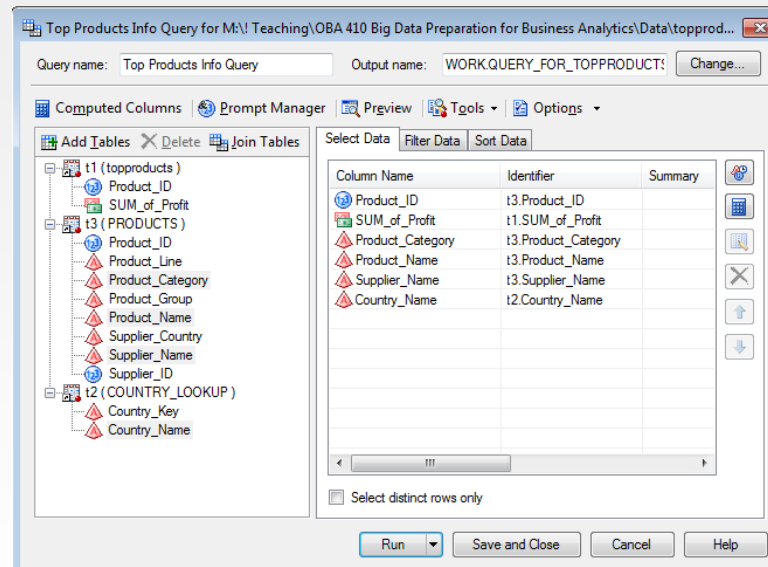 Top Products Info Query for M:\! Teaching\OBA 410 Big Data Preparation for Business Analytics\Data\topprod...
Query name: Top Products Info Query Output name: WORK.QUERY_FOR_TOPPRODUCTS Change...
Computed Columns Prompt Manager Preview Tools Options
Add Tables Delete Join Tables
t1 (topproducts)
Product_ID
SUM_of_Profit
t3 (PRODUCTS)
Product_ID
Product_Line
Product_Category
Product_Group
Product_Name
Supplier_Country
Supplier_Name
Supplier_ID
t2 (COUNTRY_LOOKUP)
Country_Key
Country_Name
Select Data Filter Data Sort Data
Column Name Identifier Summary
Product_ID t3.Product_ID
SUM_of_Profit t1.SUM_of_Profit
Product_Category t3.Product_Category
Product_Name t3.Product_Name
Supplier_Name t3.Supplier_Name
Country_Name t2.Country_Name
Select distinct rows only
Run Save and Close Cancel Help